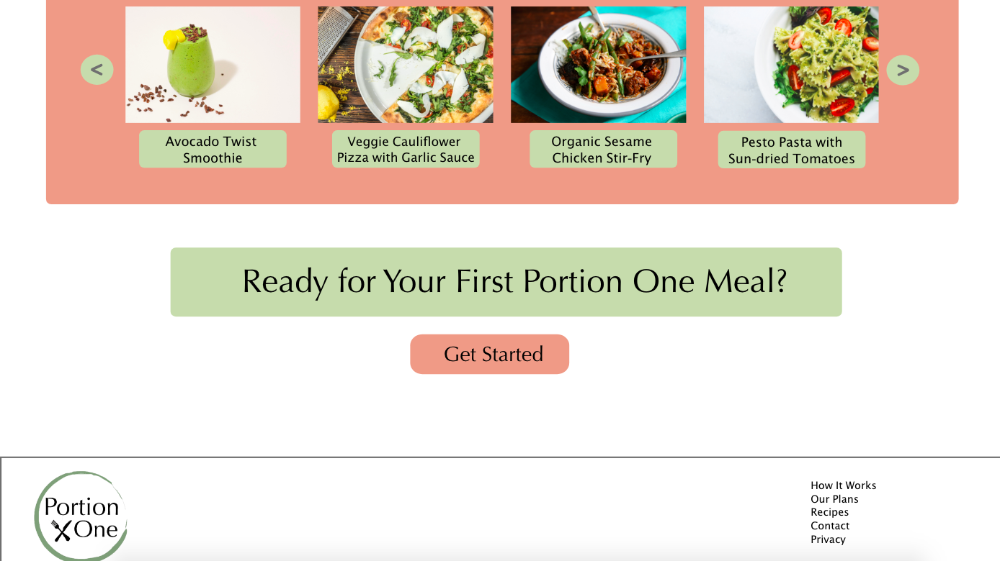 <
>
Avocado Twist
Smoothie
Veggie Cauliflower
Pizza with Garlic Sauce
Organic Sesame
Chicken Stir-Fry
Pesto Pasta with
Sun-dried Tomatoes
Ready for Your First Portion One Meal?
Get Started
Portion
One
How It Works
Our Plans
Recipes
Contact
Privacy